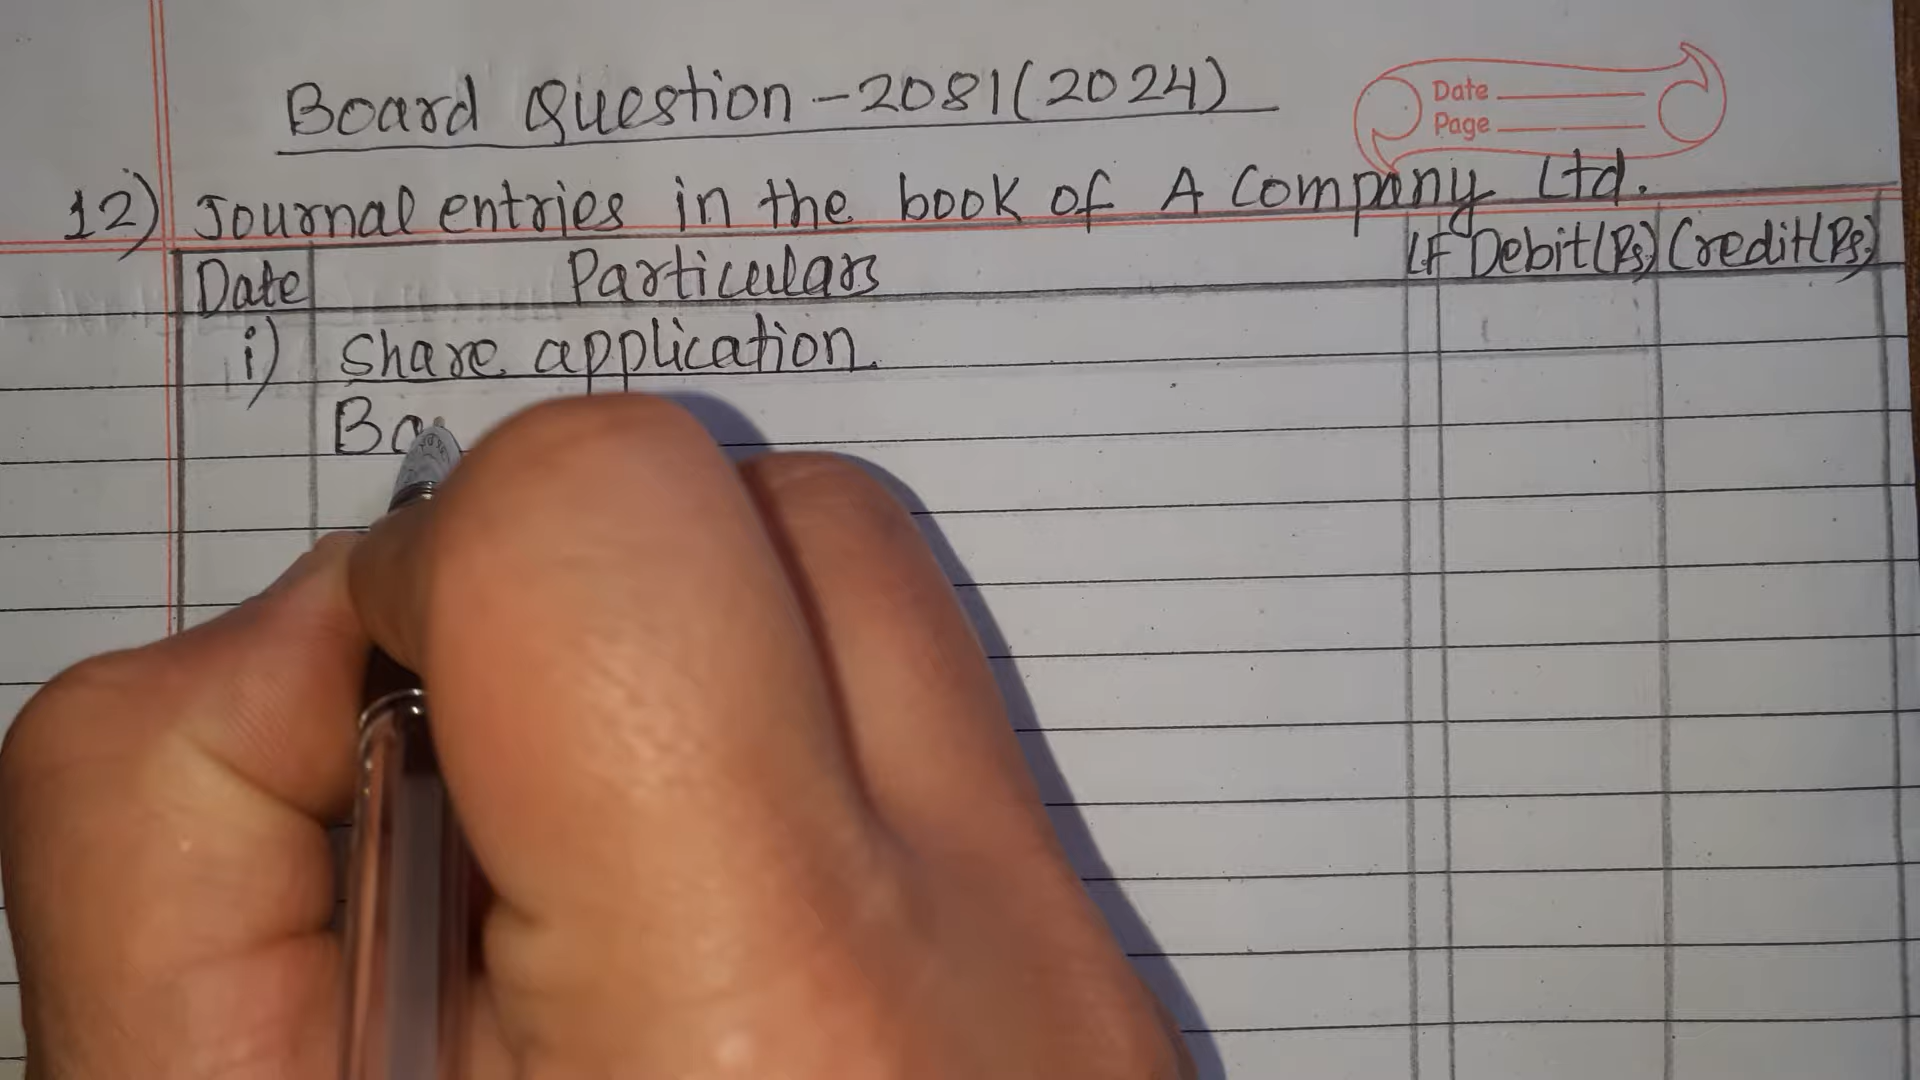 Board Question - 2081(2024)
Date
Page
12) Journal entries in the book of A Company Ltd.
Date Particulars LF Debit(Rs) Credit(Rs)
i) Share application